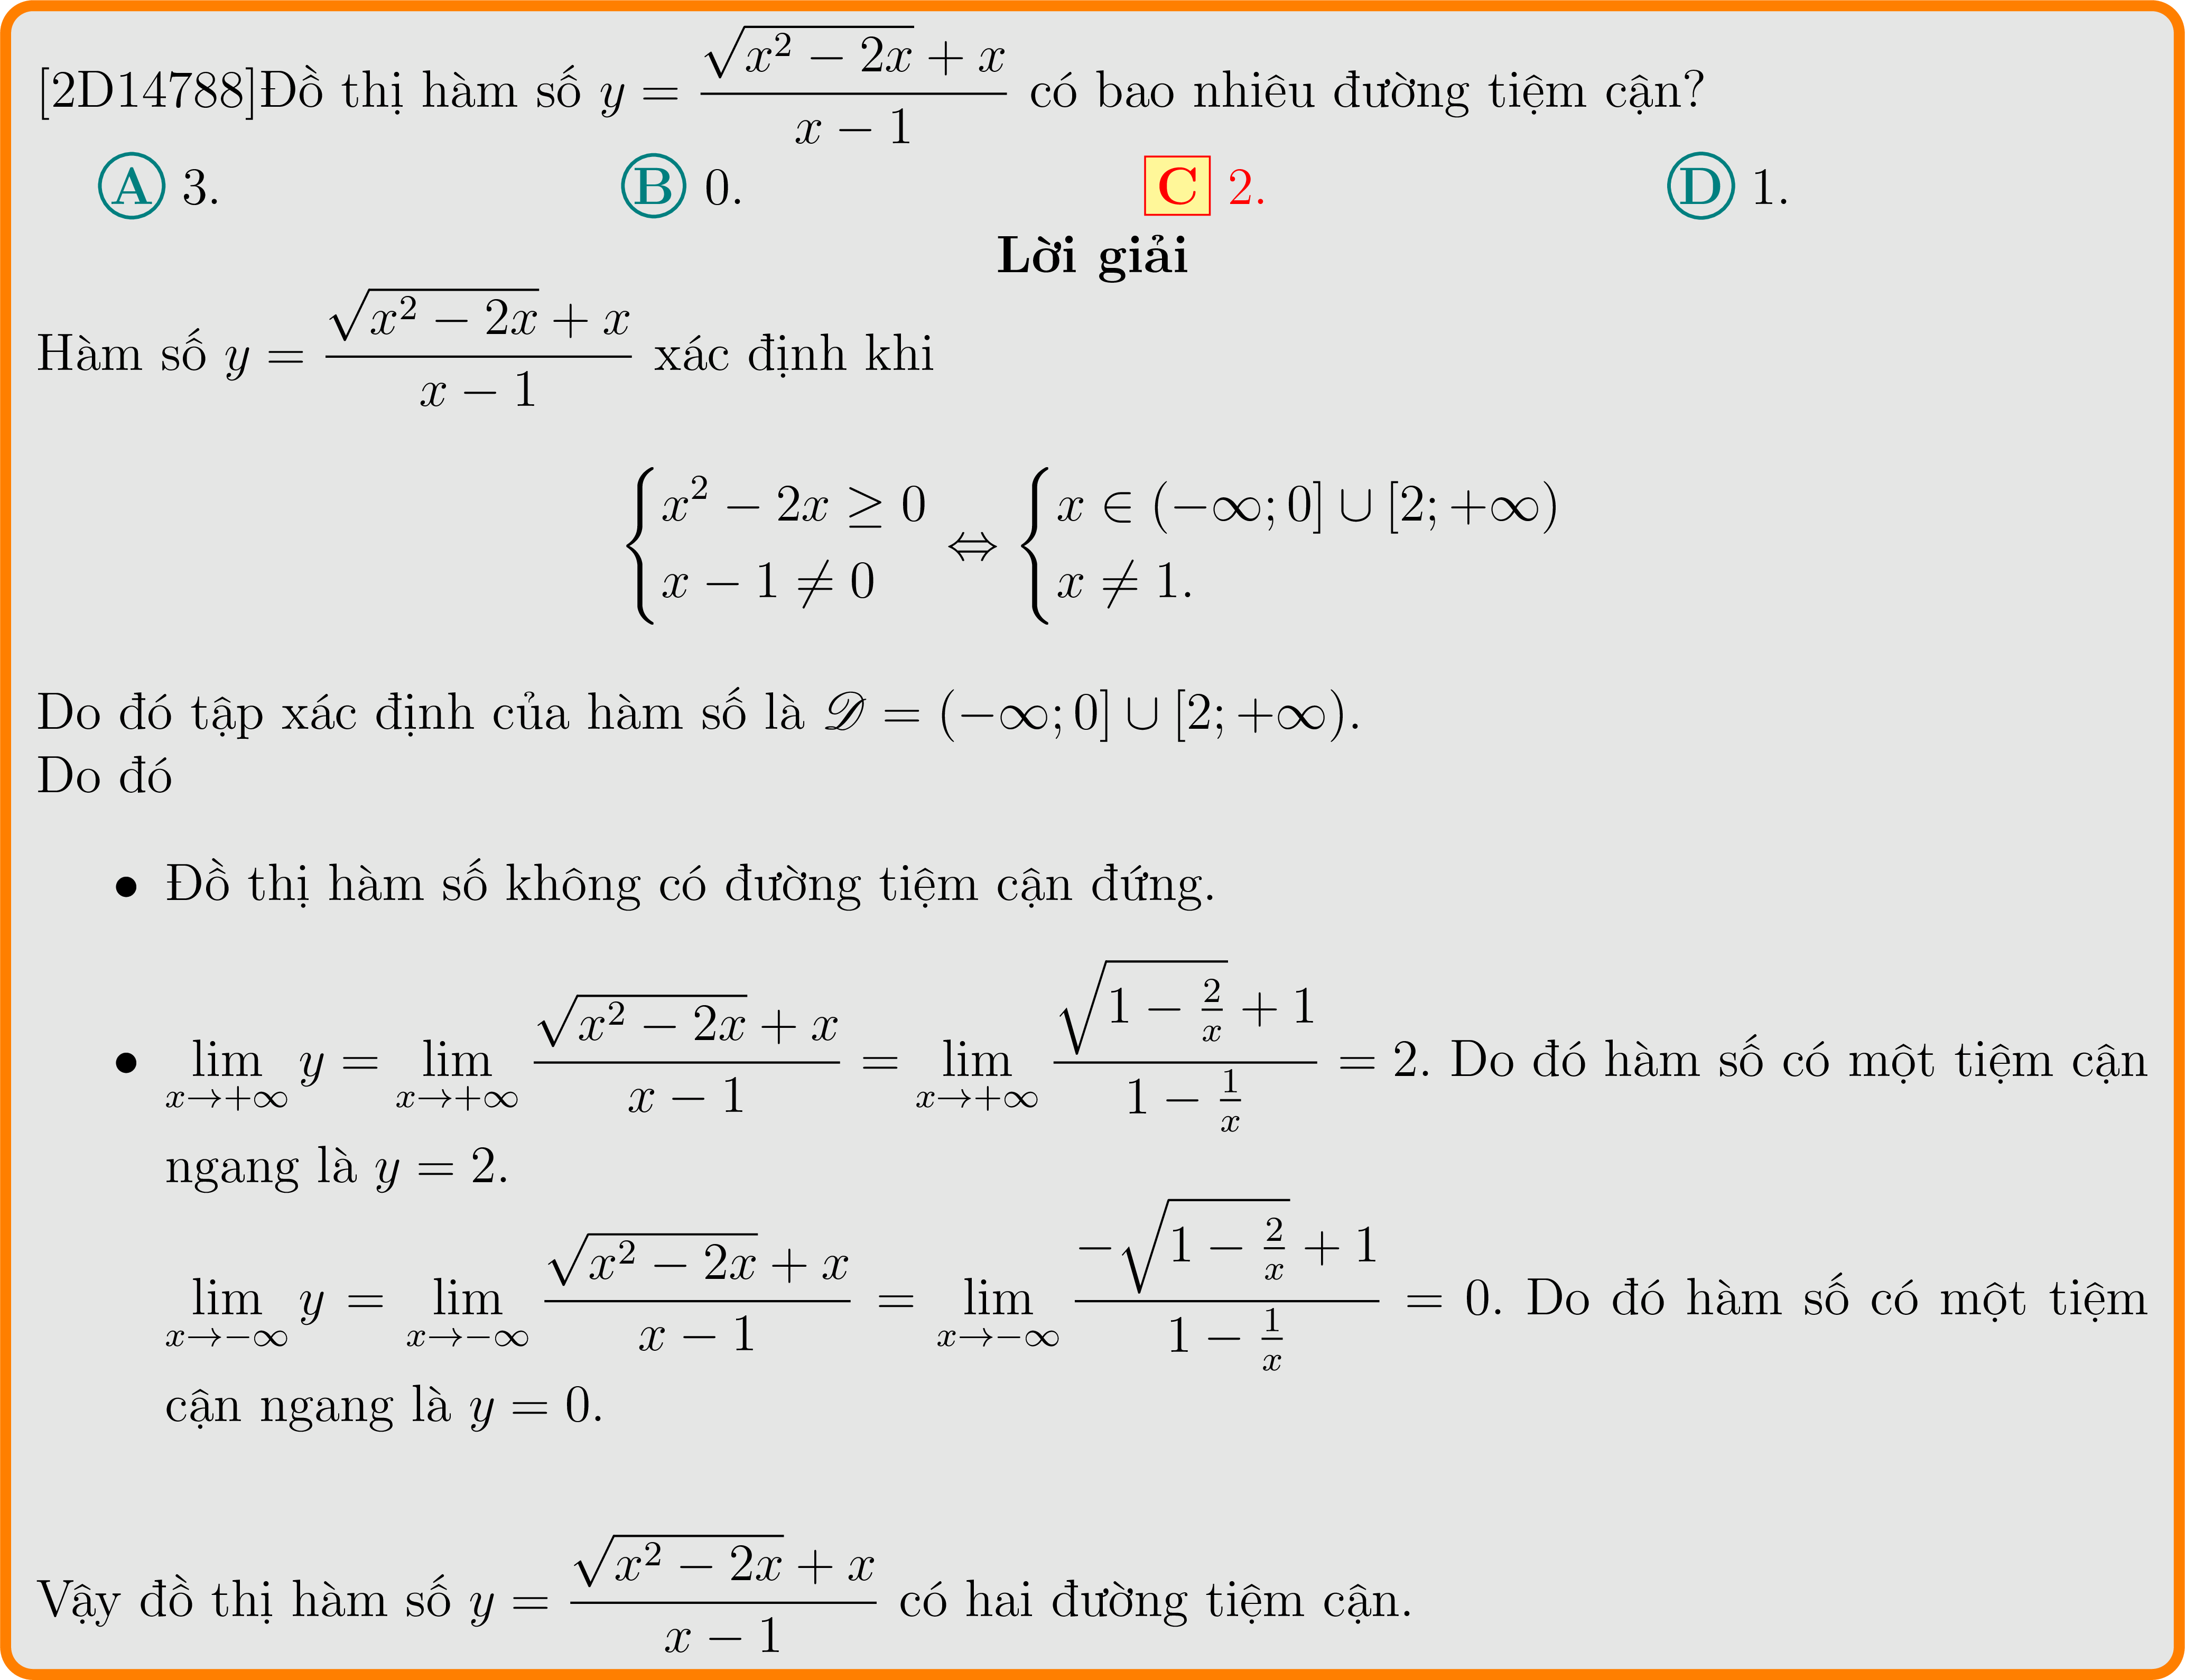 [2D14788]Đồ thị hàm số $y = \dfrac{\sqrt{x^2 - 2x} + x}{x - 1}$ có bao nhiêu đường tiệm cận?
A 3. B 0. C 2. D 1.
Lời giải
Hàm số $y = \dfrac{\sqrt{x^2 - 2x} + x}{x - 1}$ xác định khi
$\begin{cases} x^2 - 2x \geq 0 \\ x - 1 \neq 0 \end{cases} \Leftrightarrow \begin{cases} x \in (-\infty; 0] \cup [2; +\infty) \\ x \neq 1. \end{cases}$
Do đó tập xác định của hàm số là $\mathscr{D} = (-\infty; 0] \cup [2; +\infty)$.
Do đó
• Đồ thị hàm số không có đường tiệm cận đứng.
• $\lim\limits_{x \to +\infty} y = \lim\limits_{x \to +\infty} \dfrac{\sqrt{x^2 - 2x} + x}{x - 1} = \lim\limits_{x \to +\infty} \dfrac{\sqrt{1 - \frac{2}{x}} + 1}{1 - \frac{1}{x}} = 2$. Do đó hàm số có một tiệm cận
ngang là $y = 2$.
$\lim\limits_{x \to -\infty} y = \lim\limits_{x \to -\infty} \dfrac{\sqrt{x^2 - 2x} + x}{x - 1} = \lim\limits_{x \to -\infty} \dfrac{-\sqrt{1 - \frac{2}{x}} + 1}{1 - \frac{1}{x}} = 0$. Do đó hàm số có một tiệm
cận ngang là $y = 0$.
Vậy đồ thị hàm số $y = \dfrac{\sqrt{x^2 - 2x} + x}{x - 1}$ có hai đường tiệm cận.